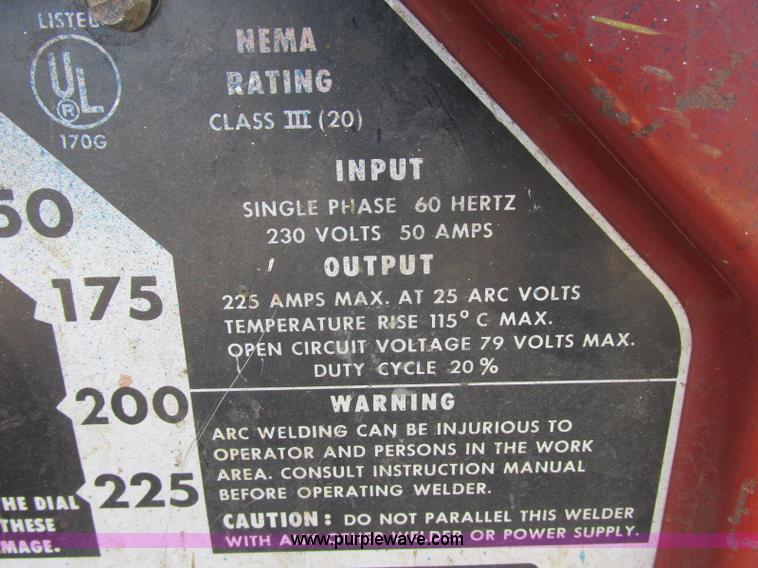 LISTED
UL
®
170G
NEMA
RATING
CLASS III (20)
INPUT
SINGLE PHASE 60 HERTZ
230 VOLTS 50 AMPS
OUTPUT
225 AMPS MAX. AT 25 ARC VOLTS
TEMPERATURE RISE 115° C MAX.
OPEN CIRCUIT VOLTAGE 79 VOLTS MAX.
DUTY CYCLE 20%
50
175
200
225
WARNING
ARC WELDING CAN BE INJURIOUS TO
OPERATOR AND PERSONS IN THE WORK
AREA. CONSULT INSTRUCTION MANUAL
BEFORE OPERATING WELDER.
CAUTION: DO NOT PARALLEL THIS WELDER
WITH OR POWER SUPPLY.
HE DIAL
THESE
MAGE.
www.purplewave.com